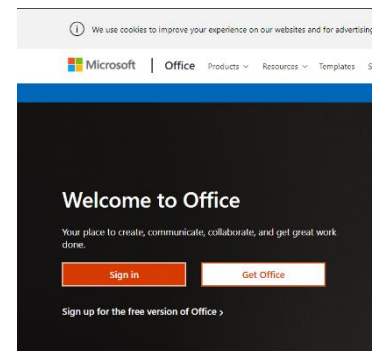 We use cookies to improve your experience on our websites and for advertising
Microsoft | Office Products Resources Templates
Welcome to Office
Your place to create, communicate, collaborate, and get great work
done.
Sign in Get Office
Sign up for the free version of Office >